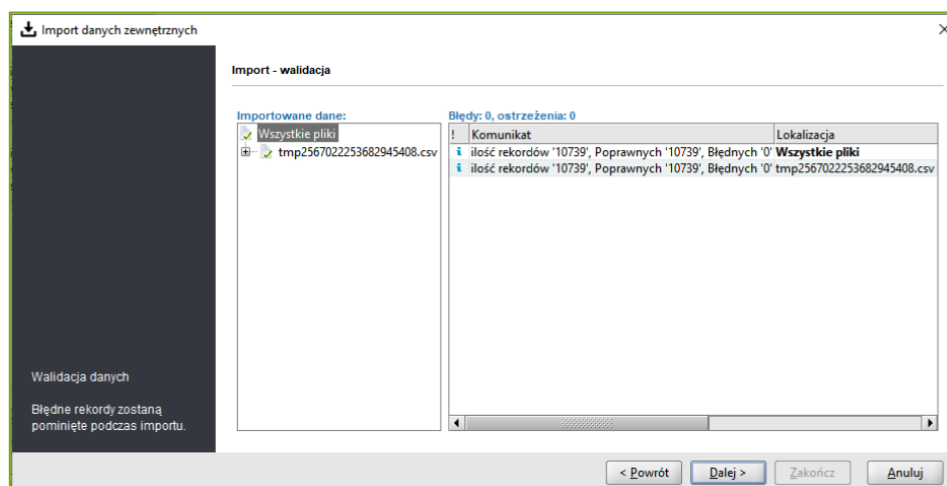 Import danych zewnętrznych
Import - walidacja
Importowane dane:
Wszystkie pliki
tmp2567022253682945408.csv
Błędy: 0, ostrzeżenia: 0
! Komunikat Lokalizacja
i ilość rekordów '10739', Poprawnych '10739', Błędnych '0' Wszystkie pliki
i ilość rekordów '10739', Poprawnych '10739', Błędnych '0' tmp2567022253682945408.csv
Walidacja danych
Błędne rekordy zostaną
pominięte podczas importu.
< Powrót Dalej > Zakończ Anuluj